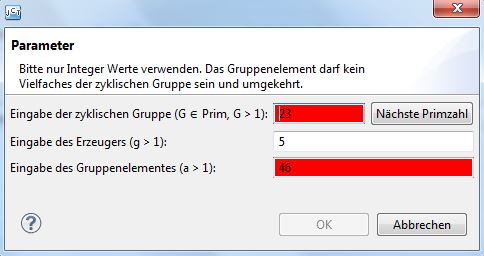 JCT
Parameter
Bitte nur Integer Werte verwenden. Das Gruppenelement darf kein
Vielfaches der zyklischen Gruppe sein und umgekehrt.
Eingabe der zyklischen Gruppe (G ∈ Prim, G > 1): 23 Nächste Primzahl
Eingabe des Erzeugers (g > 1): 5
Eingabe des Gruppenelementes (a > 1): 46
? OK Abbrechen